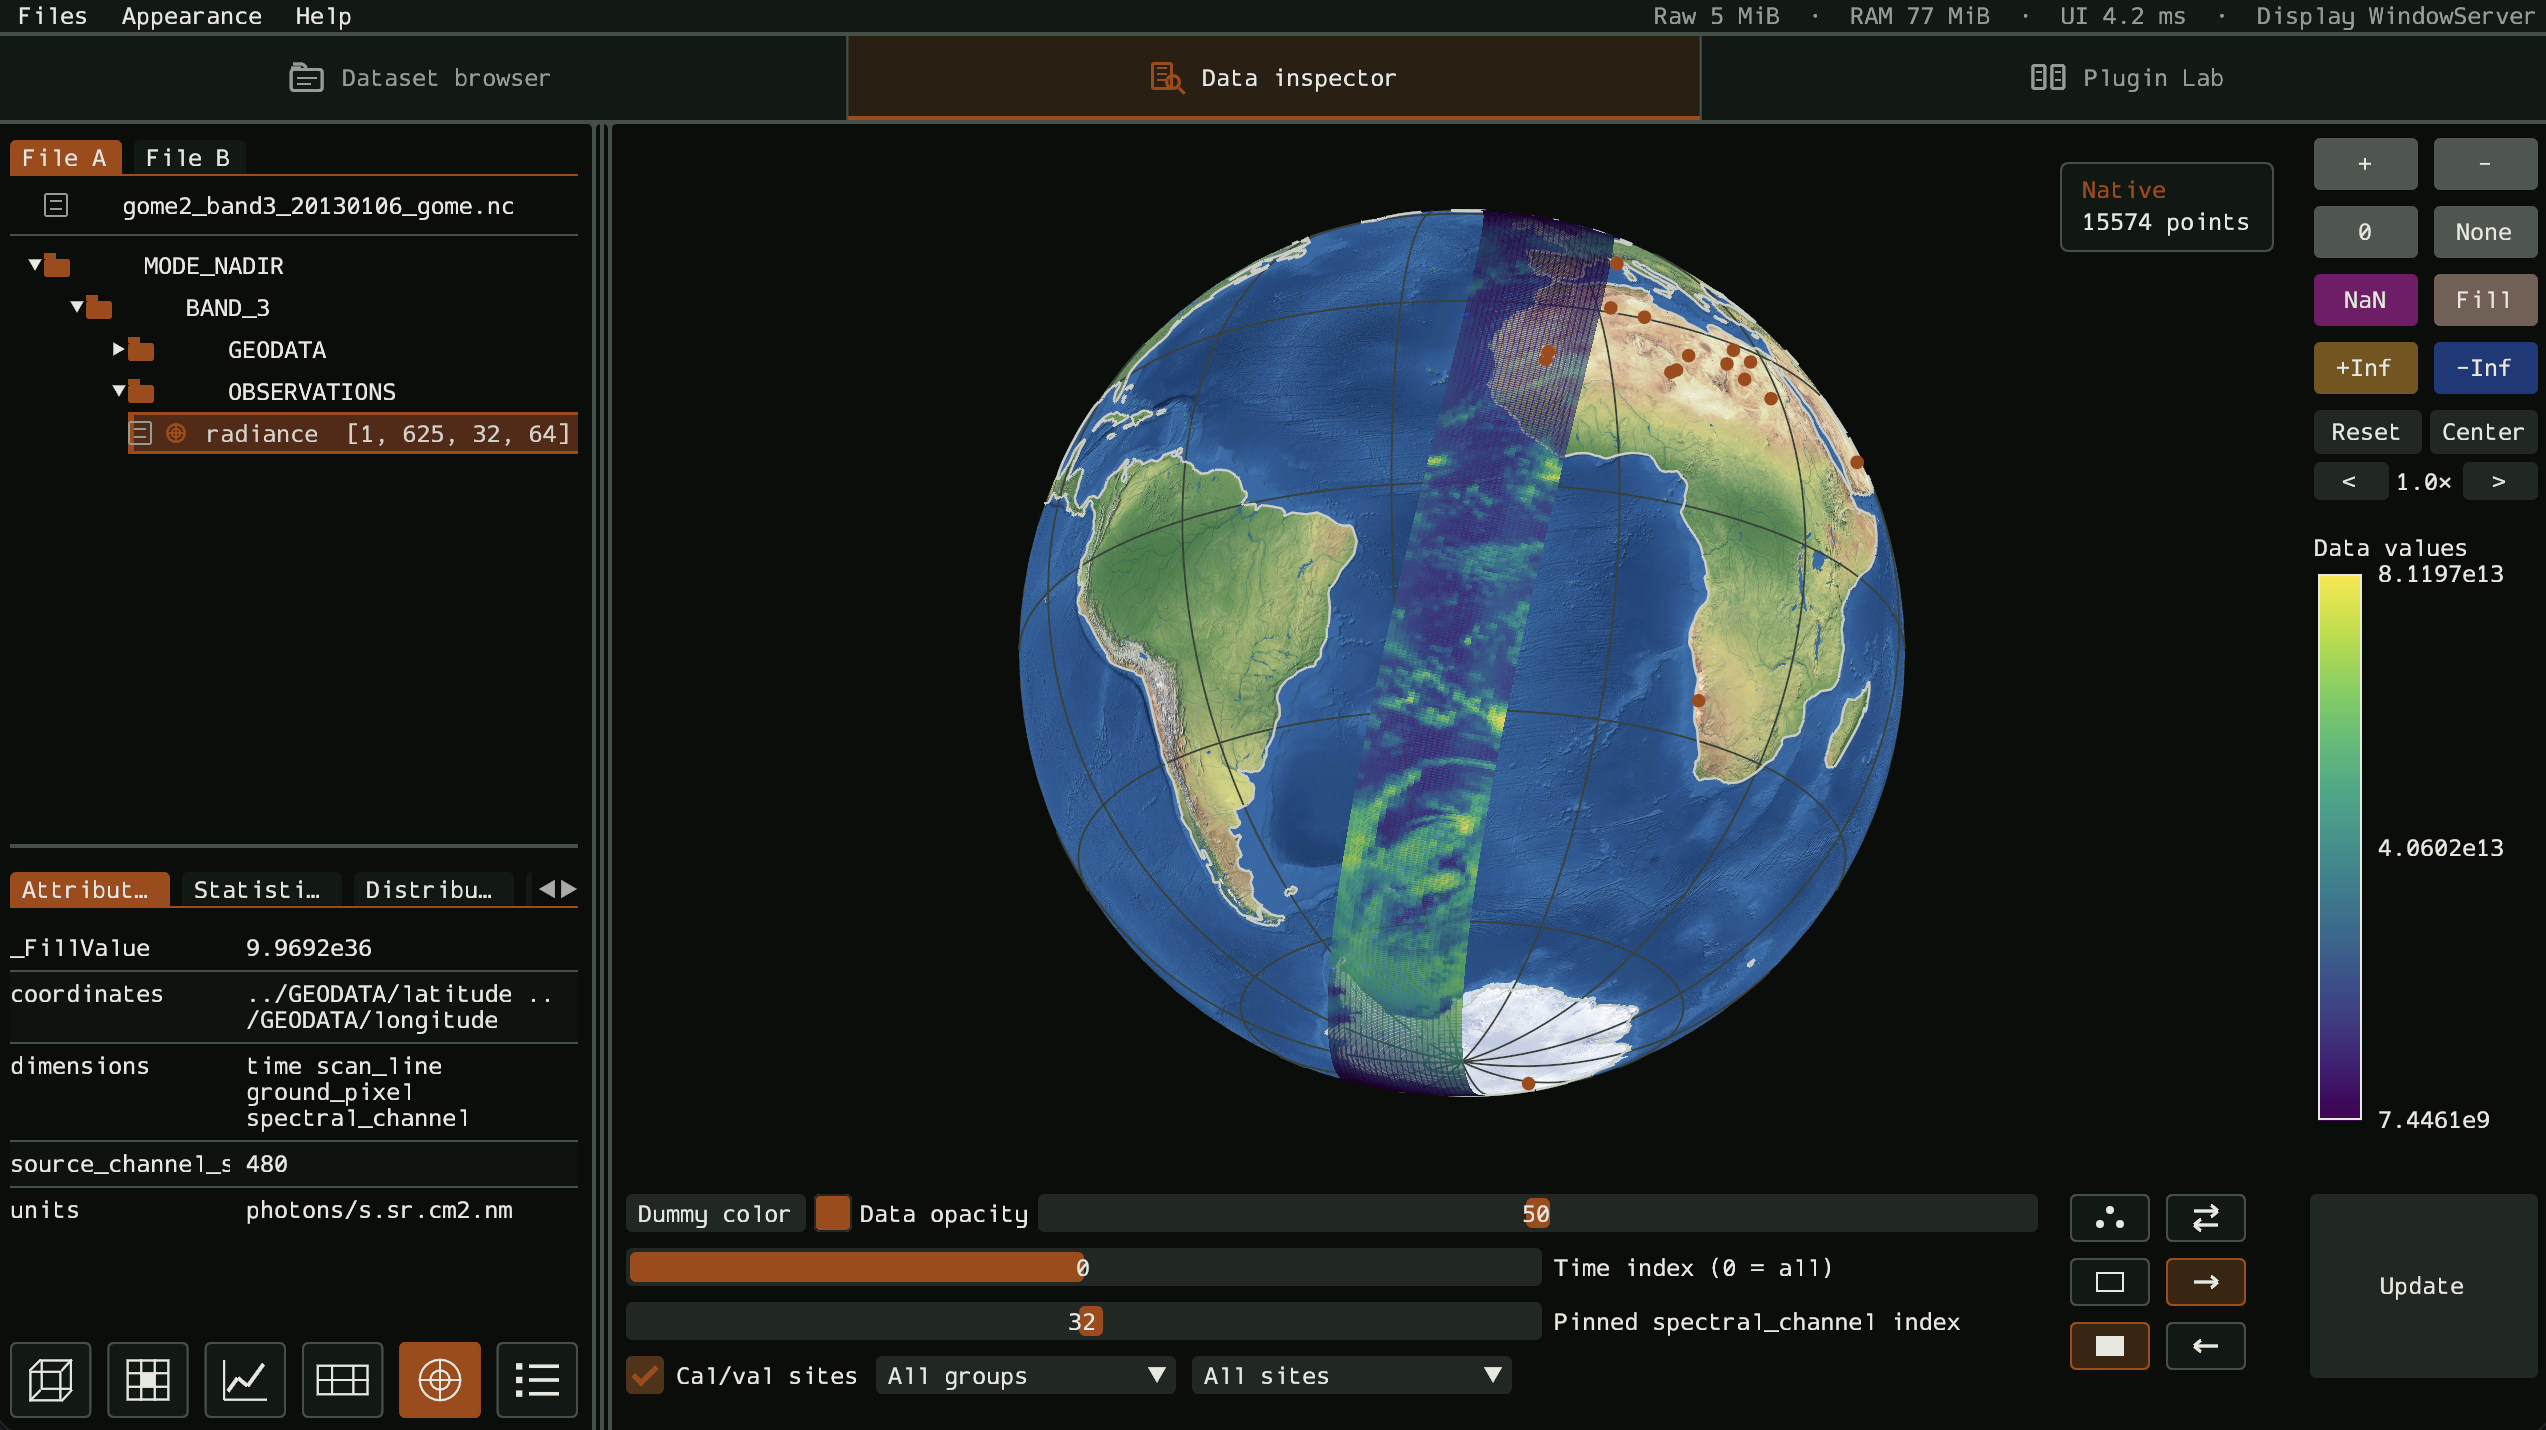 Files Appearance Help
Raw 5 MiB · RAM 77 MiB · UI 4.2 ms · Display WindowServer
Dataset browser
Data inspector
Plugin Lab
File A File B
gome2_band3_20130106_gome.nc
MODE_NADIR
BAND_3
GEODATA
OBSERVATIONS
radiance [1, 625, 32, 64]
Attribut… Statisti… Distribu…
_FillValue 9.9692e36
coordinates ../GEODATA/latitude ..
/GEODATA/longitude
dimensions time scan_line
ground_pixel
spectral_channel
source_channel_s 480
units photons/s.sr.cm2.nm
Native
15574 points
+ -
0 None
NaN Fill
+Inf -Inf
Reset Center
< 1.0× >
Data values
8.1197e13
4.0602e13
7.4461e9
Dummy color Data opacity 50
0 Time index (0 = all)
32 Pinned spectral_channel index
Cal/val sites All groups All sites
Update